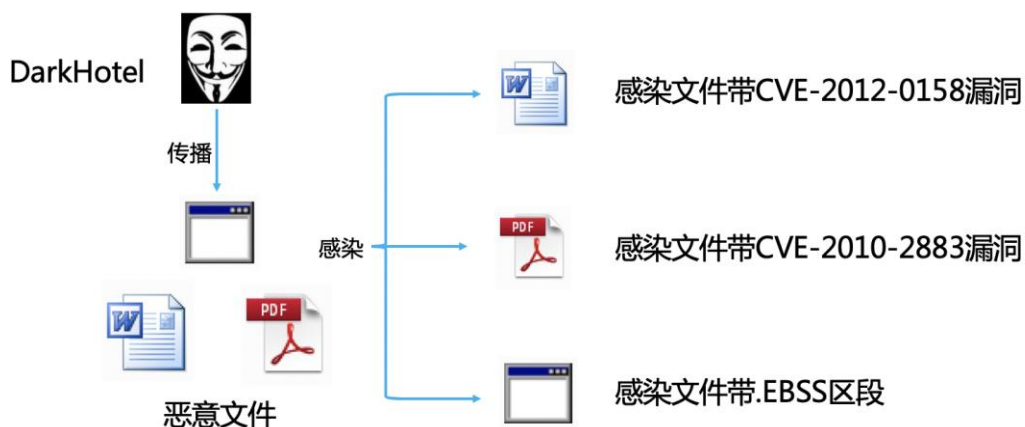 DarkHotel
传播
W
PDF
恶意文件
感染
W
感染文件带CVE-2012-0158漏洞
PDF
感染文件带CVE-2010-2883漏洞
感染文件带.EBSS区段